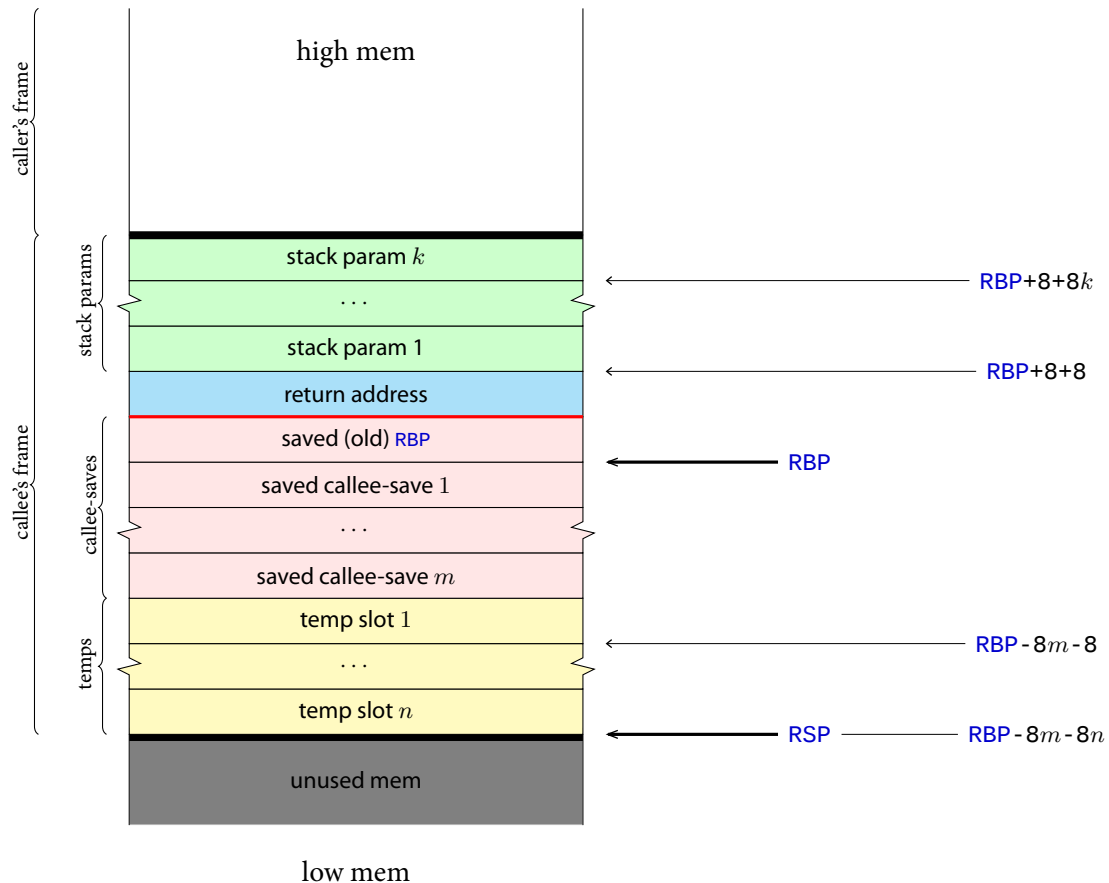 high mem
caller's frame
stack params
stack param k
RBP+8+8k
...
stack param 1
RBP+8+8
return address
callee's frame
callee-saves
saved (old) RBP
RBP
saved callee-save 1
...
saved callee-save m
temps
temp slot 1
RBP-8m-8
...
temp slot n
RSP
RBP-8m-8n
unused mem
low mem